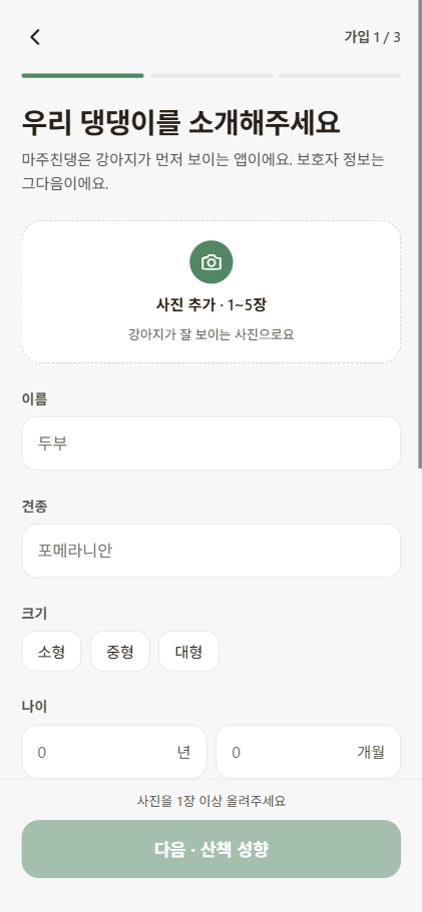 가입 1 / 3
우리 댕댕이를 소개해주세요
마주친댕은 강아지가 먼저 보이는 앱이에요. 보호자 정보는
그다음이에요.
사진 추가 · 1~5장
강아지가 잘 보이는 사진으로요
이름
두부
견종
포메라니안
크기
소형 중형 대형
나이
0 년 0 개월
사진을 1장 이상 올려주세요
다음 · 산책 성향